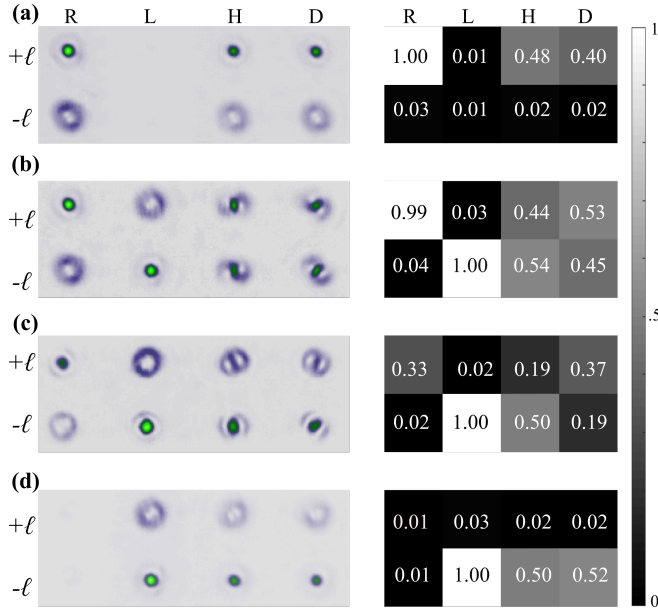 (a) R L H D R L H D
1
+ℓ 1.00 0.01 0.48 0.40
-ℓ 0.03 0.01 0.02 0.02
(b)
+ℓ 0.99 0.03 0.44 0.53
-ℓ 0.04 1.00 0.54 0.45
.5
(c)
+ℓ 0.33 0.02 0.19 0.37
-ℓ 0.02 1.00 0.50 0.19
(d)
+ℓ 0.01 0.03 0.02 0.02
-ℓ 0.01 1.00 0.50 0.52
0